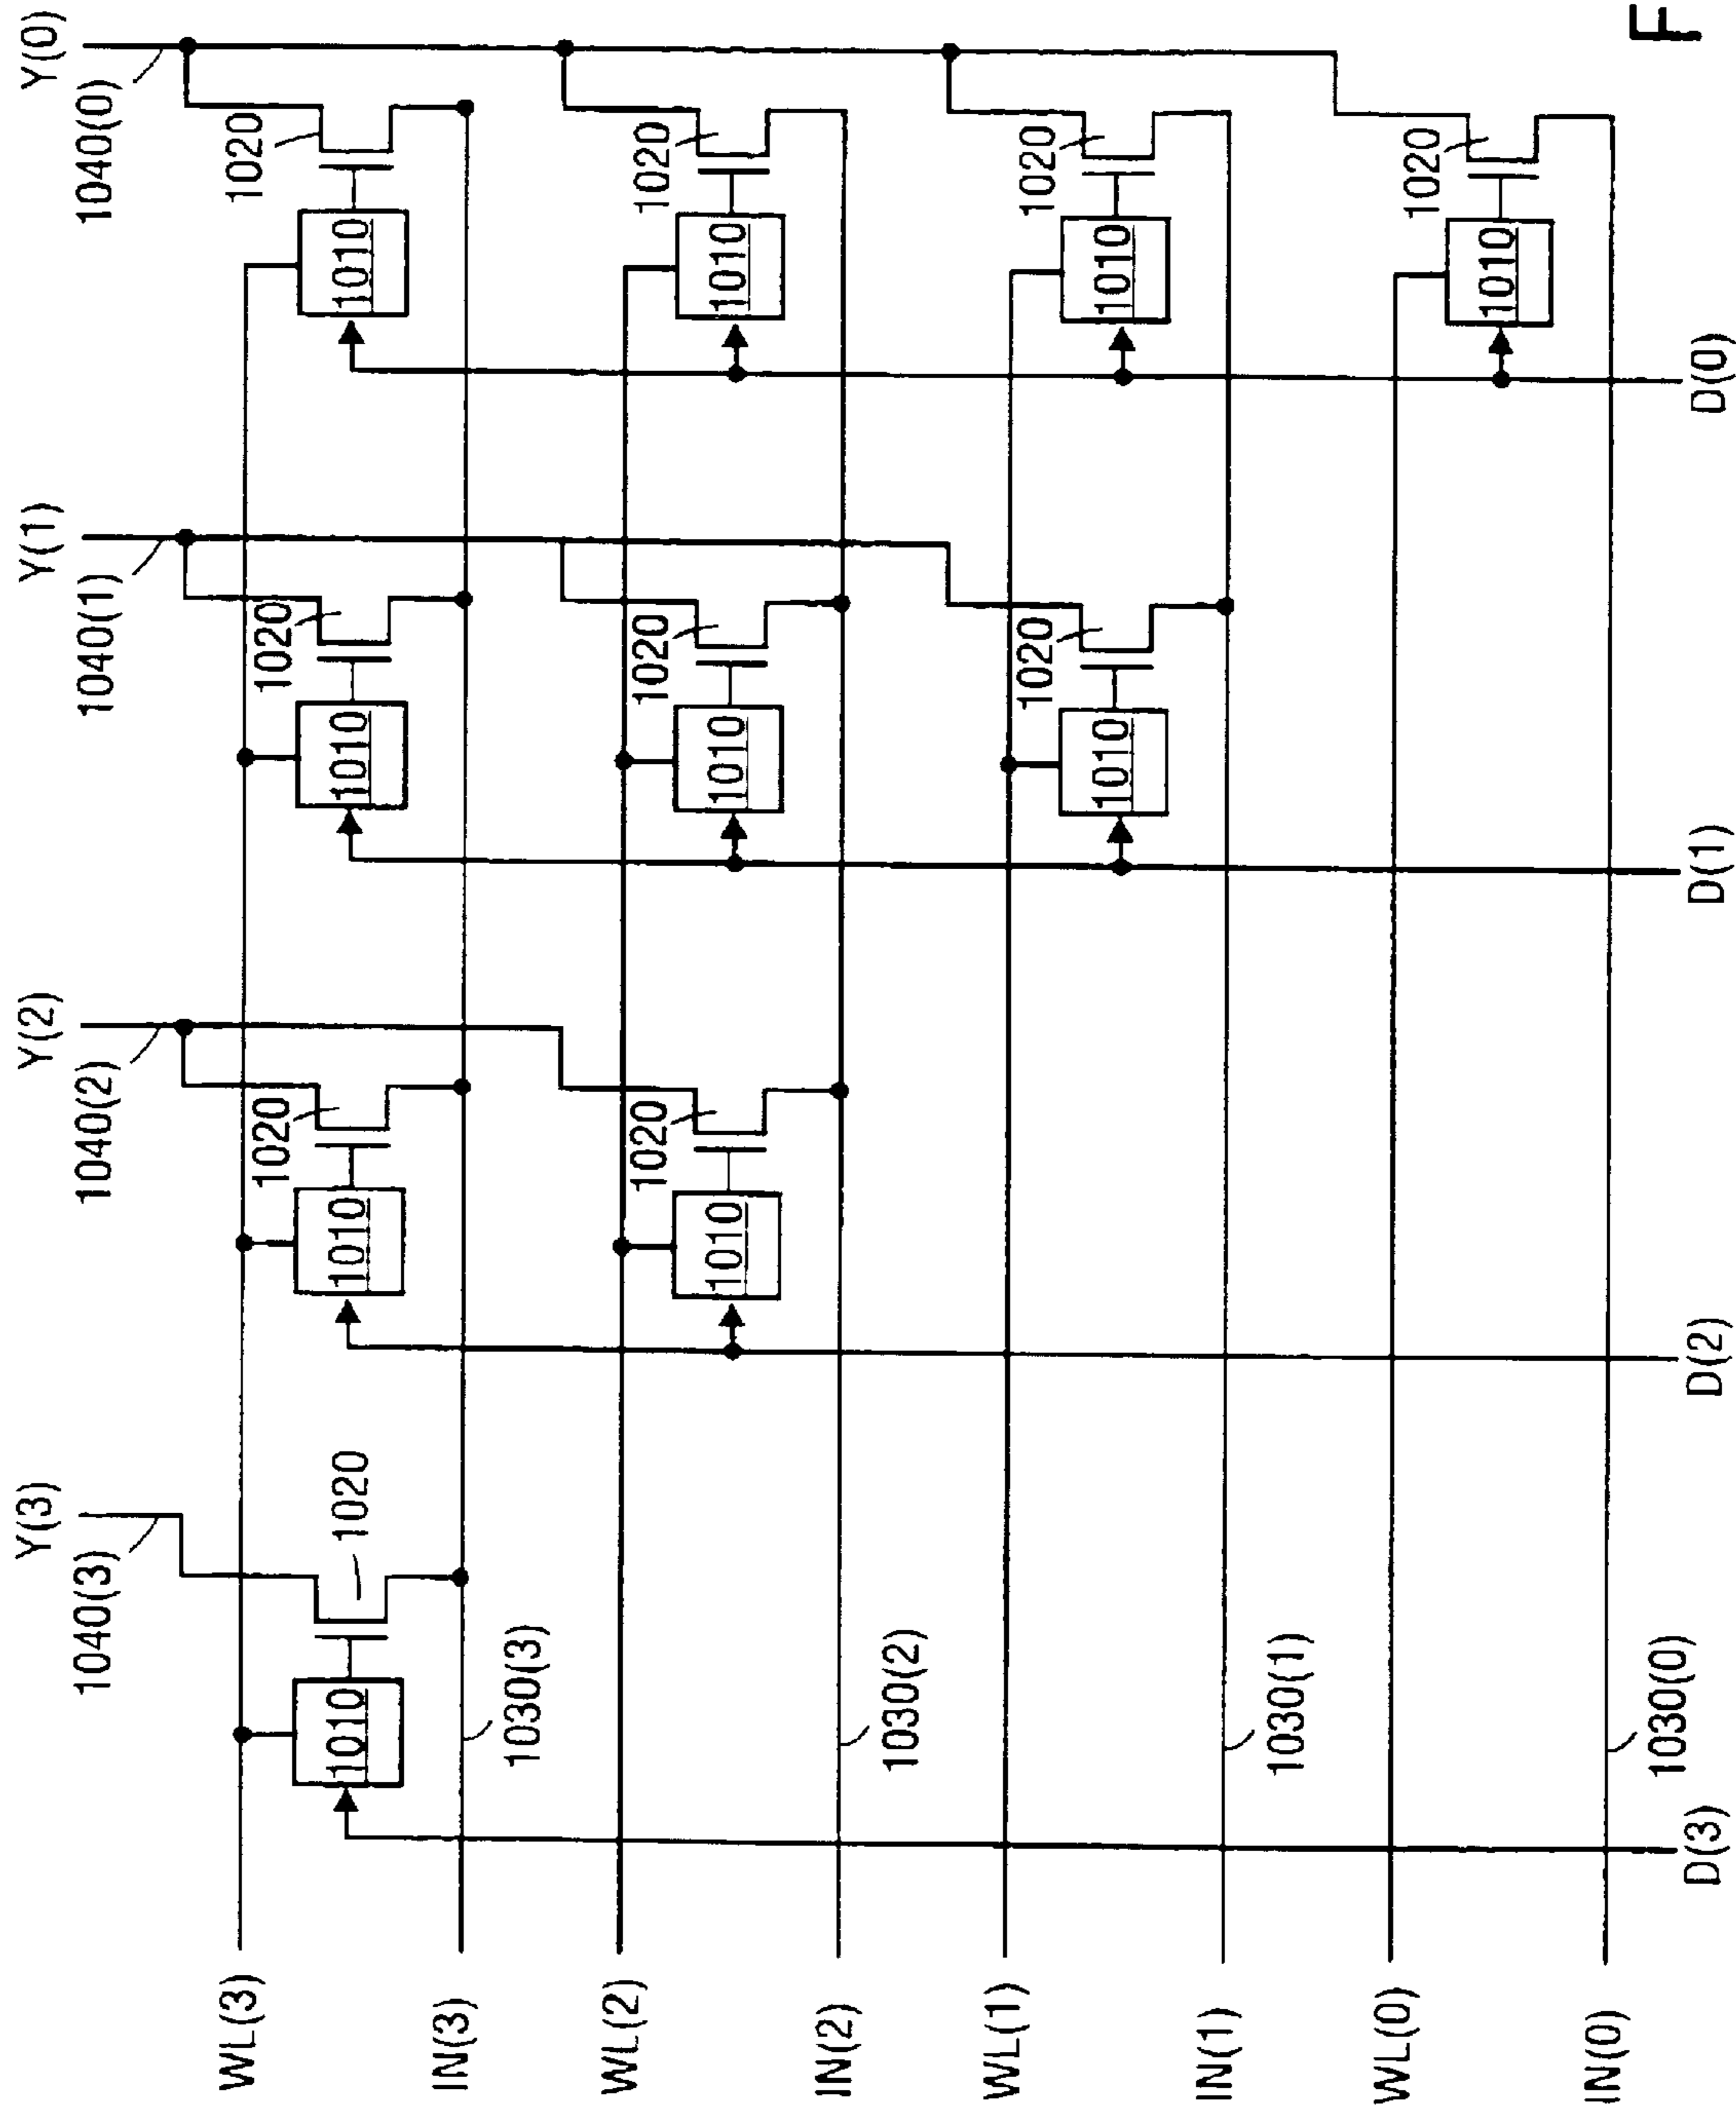 Y(3) Y(2) Y(1) Y(0)
1040(3) 1040(2) 1040(1) 1040(0)
WL(3)
1020 1020 1020
1010 1020 1010 1010 1010
IN(3)
1030(3)
WL(2)
1020 1020 1020
1010 1010 1010
IN(2)
1030(2)
WL(1)
1020 1020
1010 1010
IN(1)
1030(1)
WL(0)
1020
1010
IN(0)
1030(0)
D(3) D(2) D(1) D(0)
F